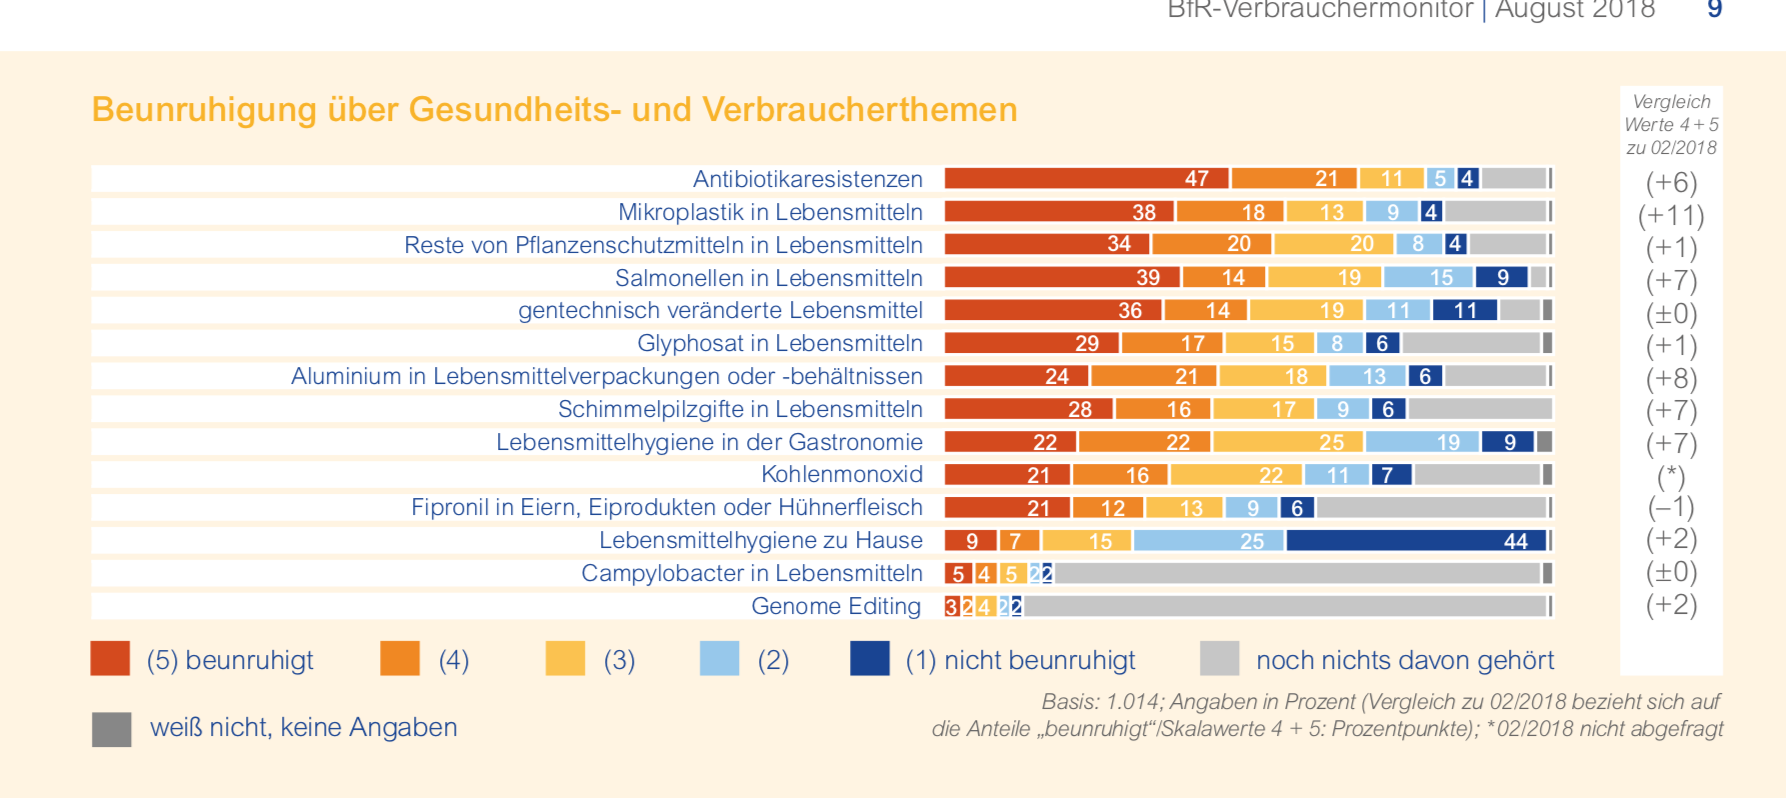 BfR-Verbrauchermonitor | August 2018 9
Beunruhigung über Gesundheits- und Verbraucherthemen
Vergleich
Werte 4 + 5
zu 02/2018
Antibiotikaresistenzen 47 21 11 5 4 (+6)
Mikroplastik in Lebensmitteln 38 18 13 9 4 (+11)
Reste von Pflanzenschutzmitteln in Lebensmitteln 34 20 20 8 4 (+1)
Salmonellen in Lebensmitteln 39 14 19 15 9 (+7)
gentechnisch veränderte Lebensmittel 36 14 19 11 11 (±0)
Glyphosat in Lebensmitteln 29 17 15 8 6 (+1)
Aluminium in Lebensmittelverpackungen oder -behältnissen 24 21 18 13 6 (+8)
Schimmelpilzgifte in Lebensmitteln 28 16 17 9 6 (+7)
Lebensmittelhygiene in der Gastronomie 22 22 25 19 9 (+7)
Kohlenmonoxid 21 16 22 11 7 (*)
Fipronil in Eiern, Eiprodukten oder Hühnerfleisch 21 12 13 9 6 (–1)
Lebensmittelhygiene zu Hause 9 7 15 25 44 (+2)
Campylobacter in Lebensmitteln 5 4 5 2 2 (±0)
Genome Editing 3 2 4 2 2 (+2)
(5) beunruhigt (4) (3) (2) (1) nicht beunruhigt noch nichts davon gehört
weiß nicht, keine Angaben
Basis: 1.014; Angaben in Prozent (Vergleich zu 02/2018 bezieht sich auf
die Anteile „beunruhigt“/Skalawerte 4 + 5: Prozentpunkte); *02/2018 nicht abgefragt